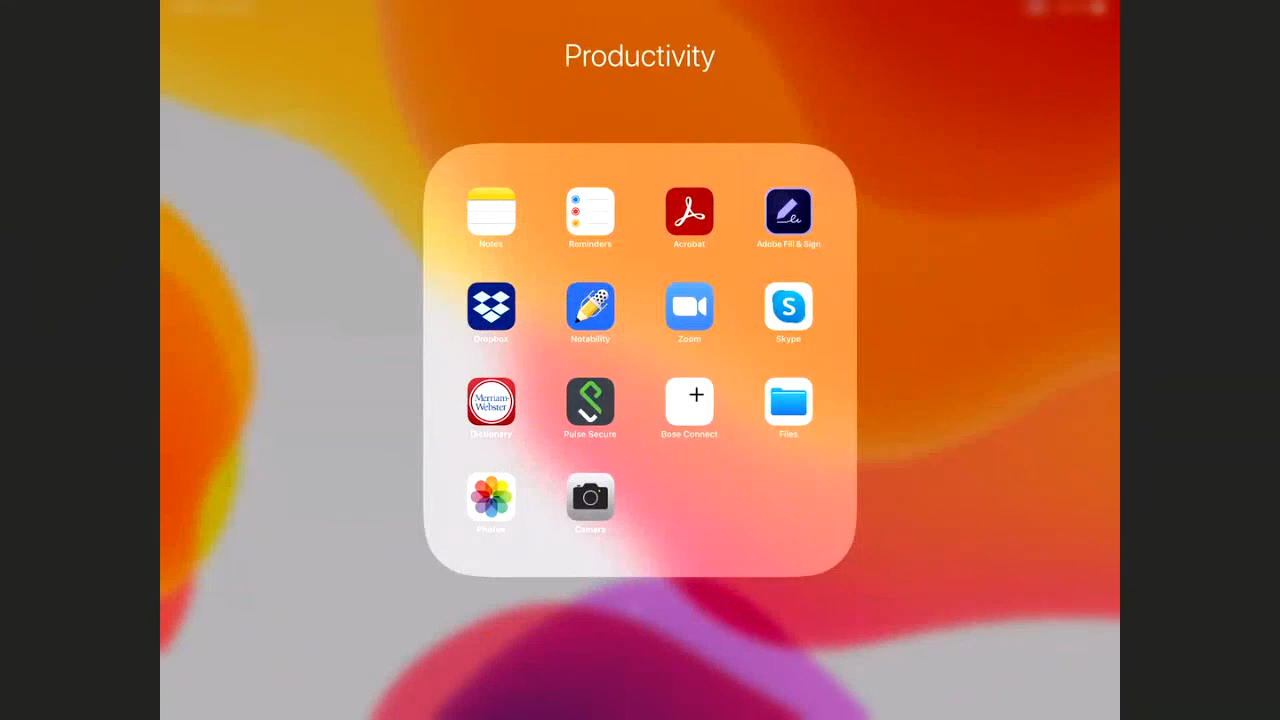 Productivity
Notes
Reminders
Acrobat
Adobe Fill & Sign
Dropbox
Notability
Zoom
S
Skype
Merriam-
Webster
Dictionary
Pulse Secure
Bose Connect
Files
Photos
Camera